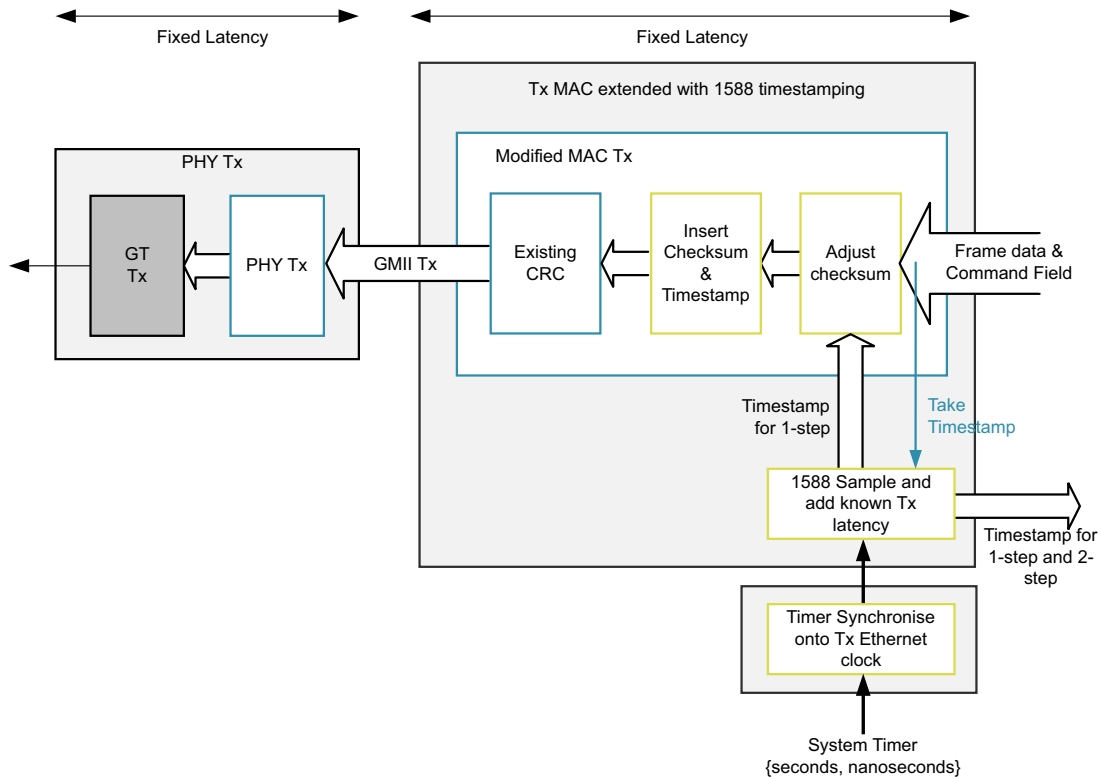 Fixed Latency
Fixed Latency
Tx MAC extended with 1588 timestamping
PHY Tx
Modified MAC Tx
GT
Tx
PHY Tx
GMII Tx
Existing
CRC
Insert
Checksum
&
Timestamp
Adjust
checksum
Frame data &
Command Field
Timestamp
for 1-step
Take
Timestamp
1588 Sample and
add known Tx
latency
Timestamp for
1-step and 2-
step
Timer Synchronise
onto Tx Ethernet
clock
System Timer
{seconds, nanoseconds}